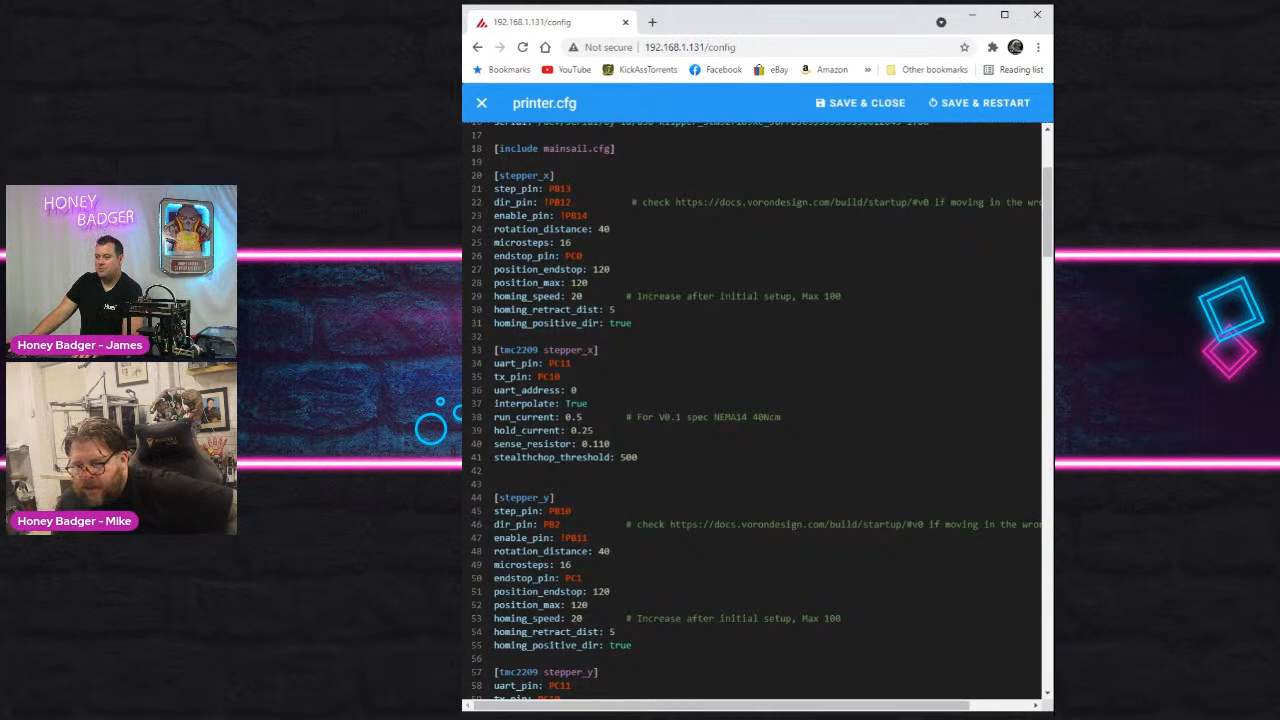 192.168.1.131/config
Not secure
192.168.1.131/config
Bookmarks
YouTube
KickAssTorrents
Facebook
eBay
Amazon
»
Other bookmarks
Reading list
printer.cfg
SAVE & CLOSE
SAVE & RESTART
17
18 [include mainsail.cfg]
19
20 [stepper_x]
21 step_pin: PB13
22 dir_pin: !PB12 # check https://docs.vorondesign.com/build/startup/#v0 if moving in the wro
23 enable_pin: !PB14
24 rotation_distance: 40
25 microsteps: 16
26 endstop_pin: PC0
27 position_endstop: 120
28 position_max: 120
29 homing_speed: 20 # Increase after initial setup, Max 100
30 homing_retract_dist: 5
31 homing_positive_dir: true
32
33 [tmc2209 stepper_x]
34 uart_pin: PC11
35 tx_pin: PC10
36 uart_address: 0
37 interpolate: True
38 run_current: 0.5 # For V0.1 spec NEMA14 40Ncm
39 hold_current: 0.25
40 sense_resistor: 0.110
41 stealthchop_threshold: 500
42
43
44 [stepper_y]
45 step_pin: PB10
46 dir_pin: PB2 # check https://docs.vorondesign.com/build/startup/#v0 if moving in the wro
47 enable_pin: !PB11
48 rotation_distance: 40
49 microsteps: 16
50 endstop_pin: PC1
51 position_endstop: 120
52 position_max: 120
53 homing_speed: 20 # Increase after initial setup, Max 100
54 homing_retract_dist: 5
55 homing_positive_dir: true
56
57 [tmc2209 stepper_y]
58 uart_pin: PC11
HONEY
BADGER
Honey Badger - James
Honey Badger - Mike